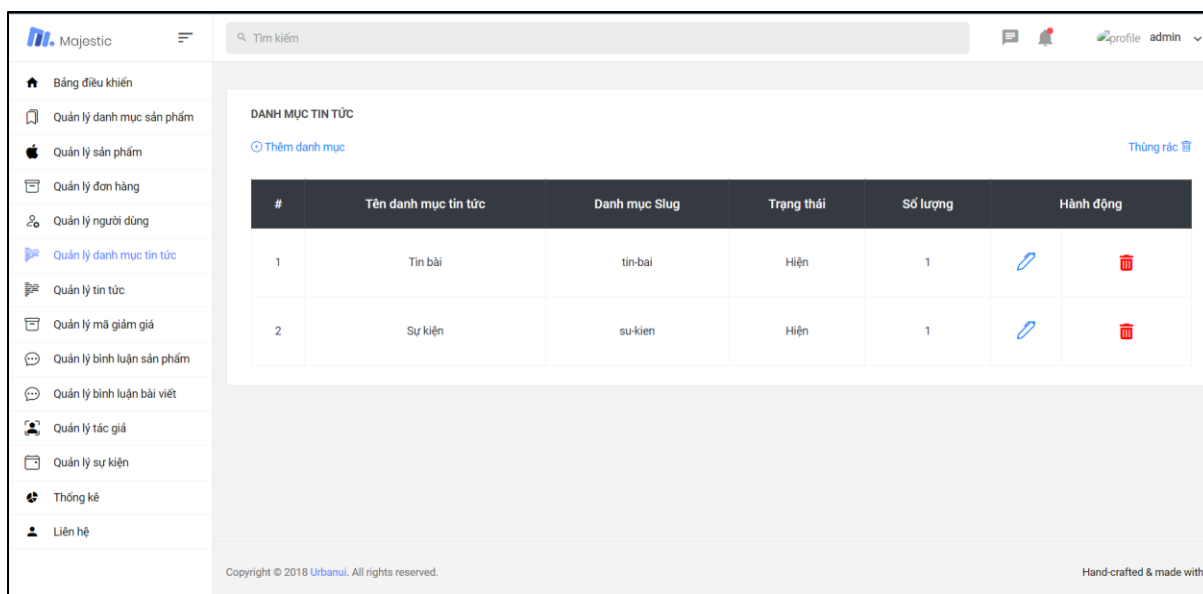 Majestic
Tìm kiếm
profile admin
Bảng điều khiển
Quản lý danh mục sản phẩm
Quản lý sản phẩm
Quản lý đơn hàng
Quản lý người dùng
Quản lý danh mục tin tức
Quản lý tin tức
Quản lý mã giảm giá
Quản lý bình luận sản phẩm
Quản lý bình luận bài viết
Quản lý tác giả
Quản lý sự kiện
Thống kê
Liên hệ
DANH MỤC TIN TỨC
Thêm danh mục
Thùng rác
# Tên danh mục tin tức Danh mục Slug Trạng thái Số lượng Hành động
1 Tin bài tin-bai Hiện 1
2 Sự kiện su-kien Hiện 1
Copyright © 2018 Urbanui. All rights reserved.
Hand-crafted & made with